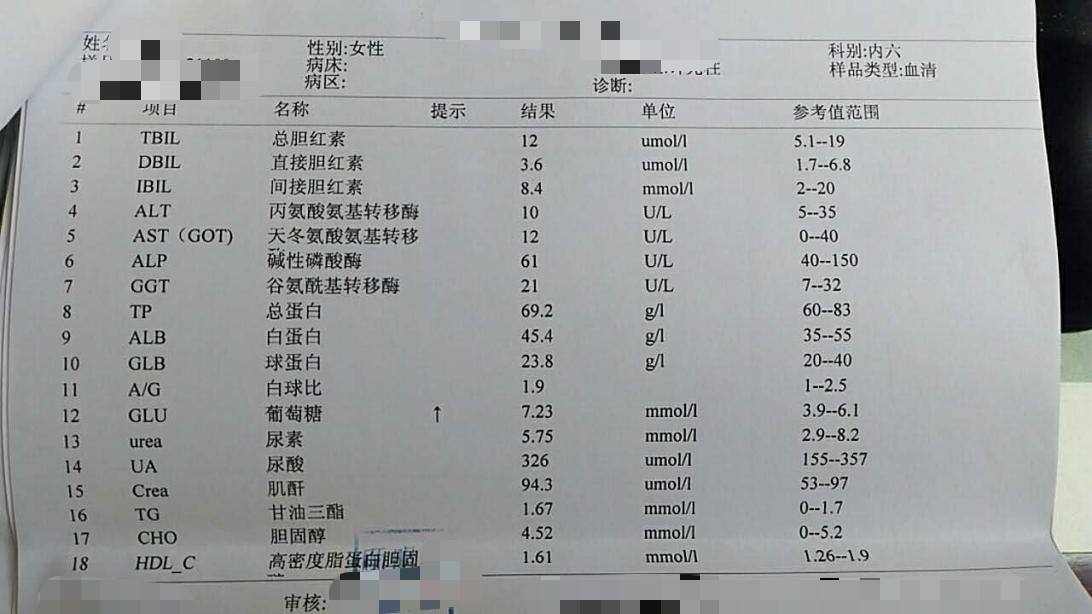 性别:女性 科别:内六
病床: 样品类型:血清
病区: 诊断:
# 项目 名称 提示 结果 单位 参考值范围
1 TBIL 总胆红素 12 umol/l 5.1--19
2 DBIL 直接胆红素 3.6 umol/l 1.7--6.8
3 IBIL 间接胆红素 8.4 mmol/l 2--20
4 ALT 丙氨酸氨基转移酶 10 U/L 5--35
5 AST（GOT) 天冬氨酸氨基转移 12 U/L 0--40
6 ALP 碱性磷酸酶 61 U/L 40--150
7 GGT 谷氨酰基转移酶 21 U/L 7--32
8 TP 总蛋白 69.2 g/l 60--83
9 ALB 白蛋白 45.4 g/l 35--55
10 GLB 球蛋白 23.8 g/l 20--40
11 A/G 白球比 1.9 1--2.5
12 GLU 葡萄糖 ↑ 7.23 mmol/l 3.9--6.1
13 urea 尿素 5.75 mmol/l 2.9--8.2
14 UA 尿酸 326 umol/l 155--357
15 Crea 肌酐 94.3 umol/l 53--97
16 TG 甘油三酯 1.67 mmol/l 0--1.7
17 CHO 胆固醇 4.52 mmol/l 0--5.2
18 HDL_C 高密度脂蛋白胆固 1.61 mmol/l 1.26--1.9
审核: